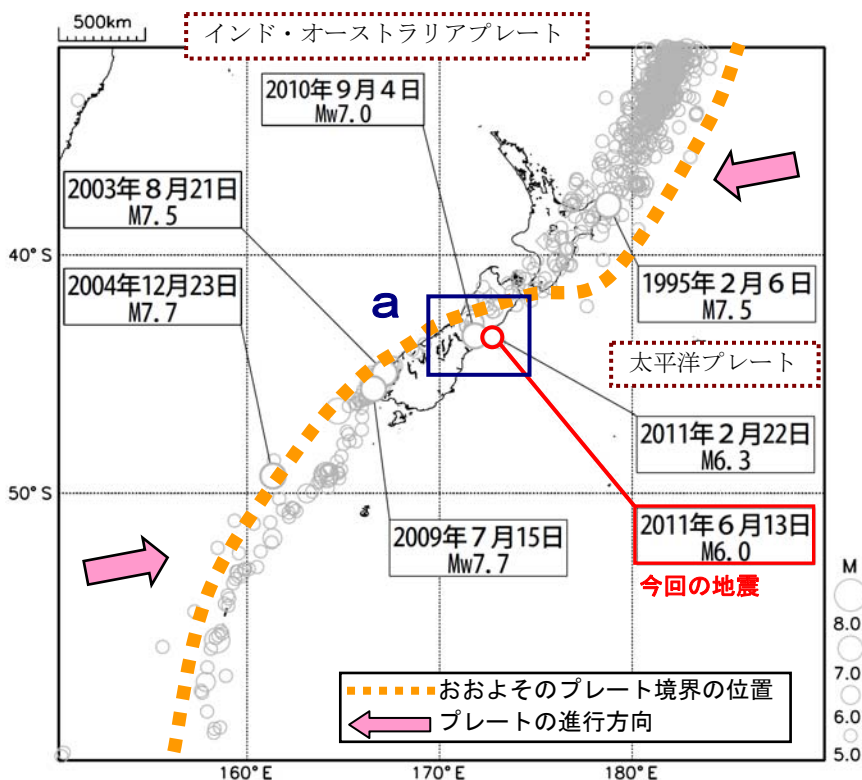 500km
インド・オーストラリアプレート
2010年9月4日
Mw7.0
2003年8月21日
M7.5
40°S
2004年12月23日
M7.7
a
1995年2月6日
M7.5
太平洋プレート
2011年2月22日
M6.3
50°S
2009年7月15日
Mw7.7
2011年6月13日
M6.0
今回の地震
M
8.0
7.0
6.0
5.0
おおよそのプレート境界の位置
プレートの進行方向
160°E
170°E
180°E